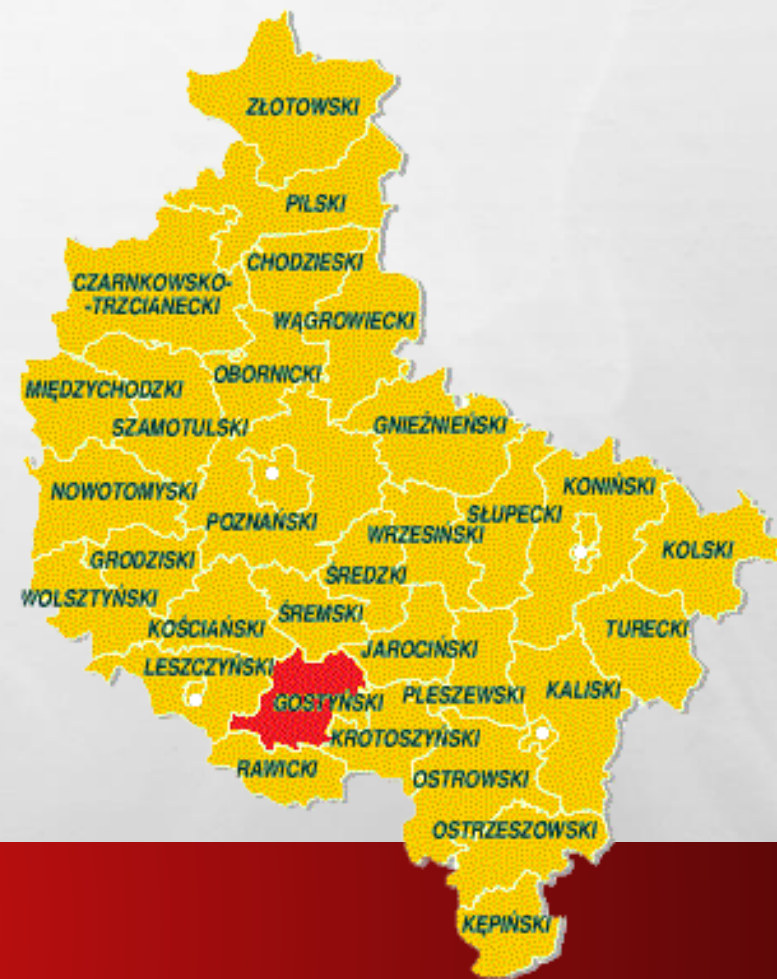 ZŁOTOWSKI
PILSKI
CHODZIESKI
CZARNKOWSKO-
-TRZCIANECKI
WĄGROWIECKI
OBORNICKI
MIĘDZYCHODZKI
SZAMOTULSKI
GNIEŹNIEŃSKI
NOWOTOMYSKI
KONIŃSKI
POZNAŃSKI
SŁUPECKI
WRZESIŃSKI
KOLSKI
GRODZISKI
ŚREDZKI
WOLSZTYŃSKI
ŚREMSKI
KOŚCIAŃSKI
TURECKI
JAROCIŃSKI
LESZCZYŃSKI
GOSTYŃSKI
PLESZEWSKI
KALISKI
KROTOSZYŃSKI
RAWICKI
OSTROWSKI
OSTRZESZOWSKI
KĘPIŃSKI